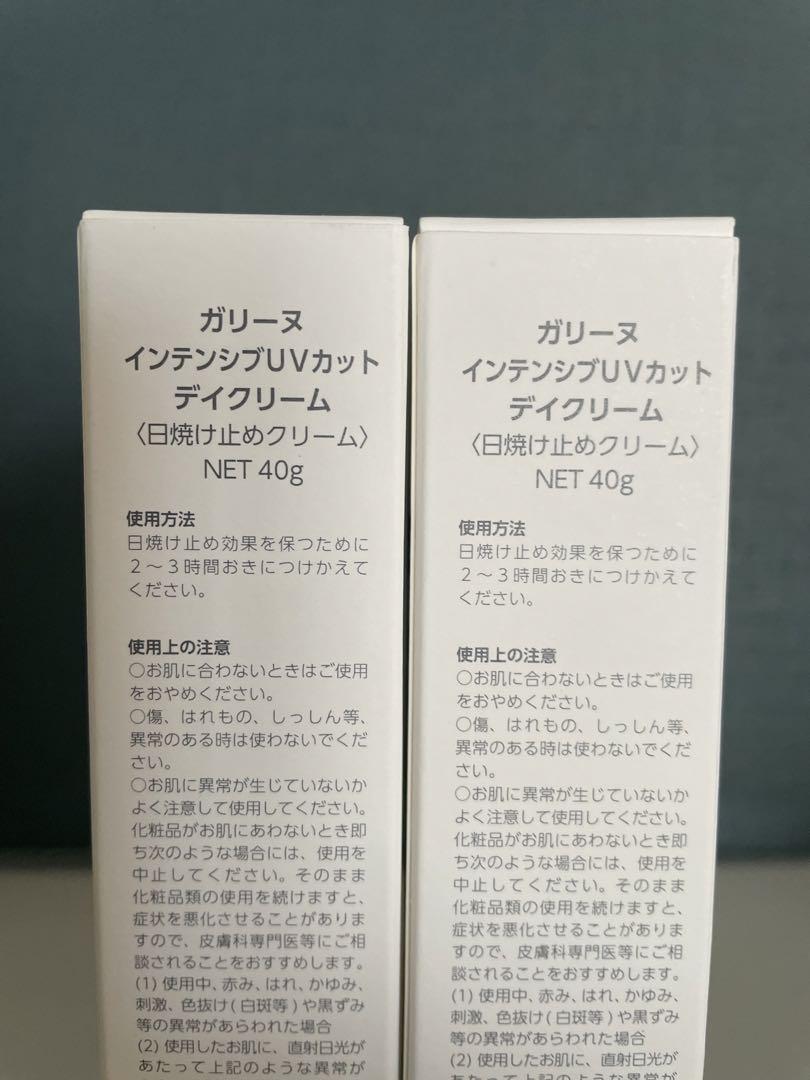 ガリーヌ
インテンシブUVカット
デイクリーム
〈日焼け止めクリーム〉
NET 40g
使用方法
日焼け止め効果を保つために
2～3時間おきにつけかえて
ください。
使用上の注意
○お肌に合わないときはご使用
をおやめください。
○傷、はれもの、しっしん等、
異常のある時は使わないでくだ
さい。
○お肌に異常が生じていないか
よく注意して使用してください。
化粧品がお肌にあわないとき即
ち次のような場合には、使用を
中止してください。そのまま
化粧品類の使用を続けますと、
症状を悪化させることがありま
すので、皮膚科専門医等にご相
談されることをおすすめします。
(1) 使用中、赤み、はれ、かゆみ、
刺激、色抜け(白斑等)や黒ずみ
等の異常があらわれた場合
(2) 使用したお肌に、直射日光が
あたって上記のような異常が
ガリーヌ
インテンシブUVカット
デイクリーム
〈日焼け止めクリーム〉
NET 40g
使用方法
日焼け止め効果を保つために
2～3時間おきにつけかえて
ください。
使用上の注意
○お肌に合わないときはご使用
をおやめください。
○傷、はれもの、しっしん等、
異常のある時は使わないでくだ
さい。
○お肌に異常が生じていないか
よく注意して使用してください。
化粧品がお肌にあわないとき即
ち次のような場合には、使用を
中止してください。そのまま
化粧品類の使用を続けますと、
症状を悪化させることがありま
すので、皮膚科専門医等にご相
談されることをおすすめします。
(1) 使用中、赤み、はれ、かゆみ、
刺激、色抜け(白斑等)や黒ずみ
等の異常があらわれた場合
(2) 使用したお肌に、直射日光が
あたって上記のような異常が